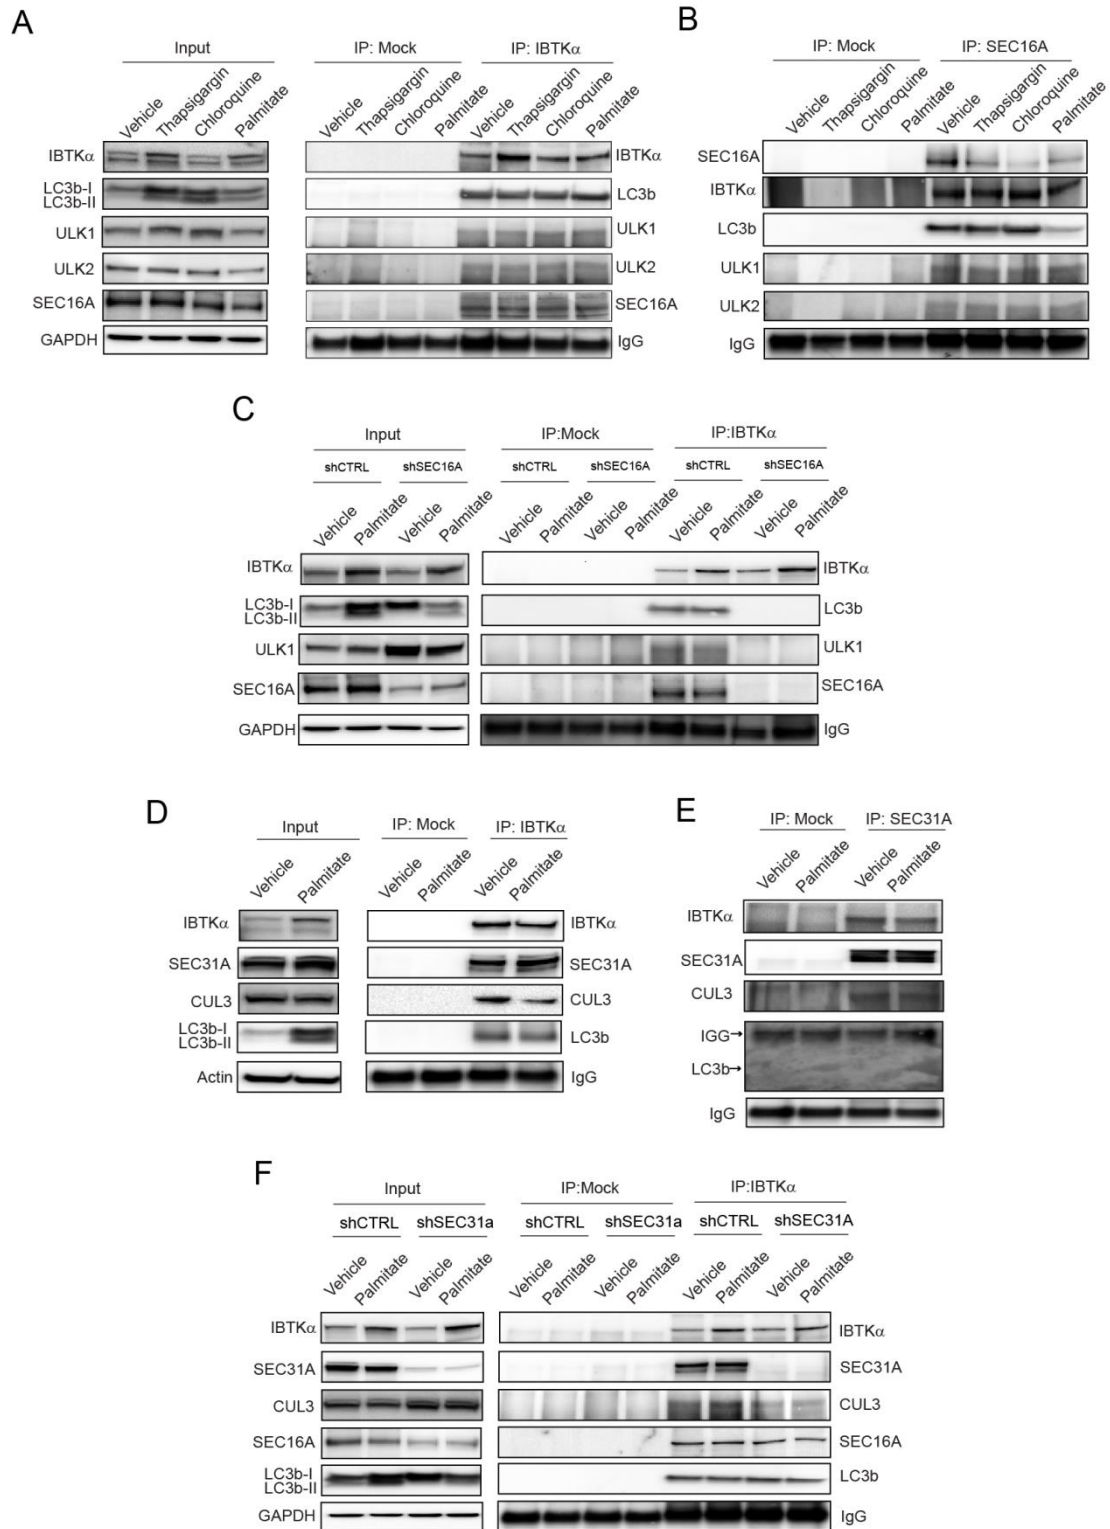 A
Input
IP: Mock
IP: IBTKα
Vehicle
Thapsigargin
Chloroquine
Palmitate
Vehicle
Thapsigargin
Chloroquine
Palmitate
Vehicle
Thapsigargin
Chloroquine
Palmitate
IBTKα
IBTKα
LC3b-I
LC3b-II
LC3b
ULK1
ULK1
ULK2
ULK2
SEC16A
SEC16A
GAPDH
IgG
B
IP: Mock
IP: SEC16A
Vehicle
Thapsigargin
Chloroquine
Palmitate
Vehicle
Thapsigargin
Chloroquine
Palmitate
SEC16A
IBTKα
LC3b
ULK1
ULK2
IgG
C
Input
IP:Mock
IP:IBTKα
shCTRL
shSEC16A
shCTRL
shSEC16A
shCTRL
shSEC16A
Vehicle
Palmitate
Vehicle
Palmitate
Vehicle
Palmitate
Vehicle
Palmitate
Vehicle
Palmitate
Vehicle
Palmitate
IBTKα
IBTKα
LC3b-I
LC3b-II
LC3b
ULK1
ULK1
SEC16A
SEC16A
GAPDH
IgG
D
Input
IP: Mock
IP: IBTKα
Vehicle
Palmitate
Vehicle
Palmitate
Vehicle
Palmitate
IBTKα
IBTKα
SEC31A
SEC31A
CUL3
CUL3
LC3b-I
LC3b-II
LC3b
Actin
IgG
E
IP: Mock
IP: SEC31A
Vehicle
Palmitate
Vehicle
Palmitate
IBTKα
SEC31A
CUL3
IGG→
LC3b→
IgG
F
Input
IP:Mock
IP:IBTKα
shCTRL
shSEC31a
shCTRL
shSEC31a
shCTRL
shSEC31A
Vehicle
Palmitate
Vehicle
Palmitate
Vehicle
Palmitate
Vehicle
Palmitate
Vehicle
Palmitate
Vehicle
Palmitate
IBTKα
IBTKα
SEC31A
SEC31A
CUL3
CUL3
SEC16A
SEC16A
LC3b-I
LC3b-II
LC3b
GAPDH
IgG